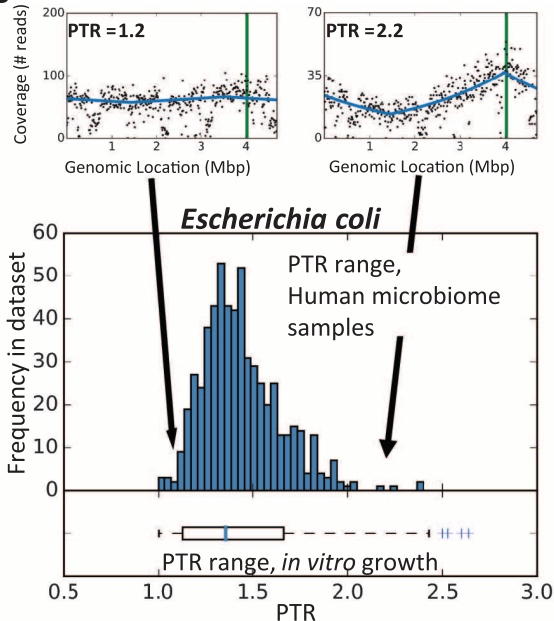 PTR = 1.2
PTR = 2.2
Coverage (# reads)
200
100
0
70
35
0
1 2 3 4
1 2 3 4
Genomic Location (Mbp)
Genomic Location (Mbp)
Escherichia coli
Frequency in dataset
60
50
40
30
20
10
0
PTR range,
Human microbiome
samples
PTR range, in vitro growth
0.5 1.0 1.5 2.0 2.5 3.0
PTR